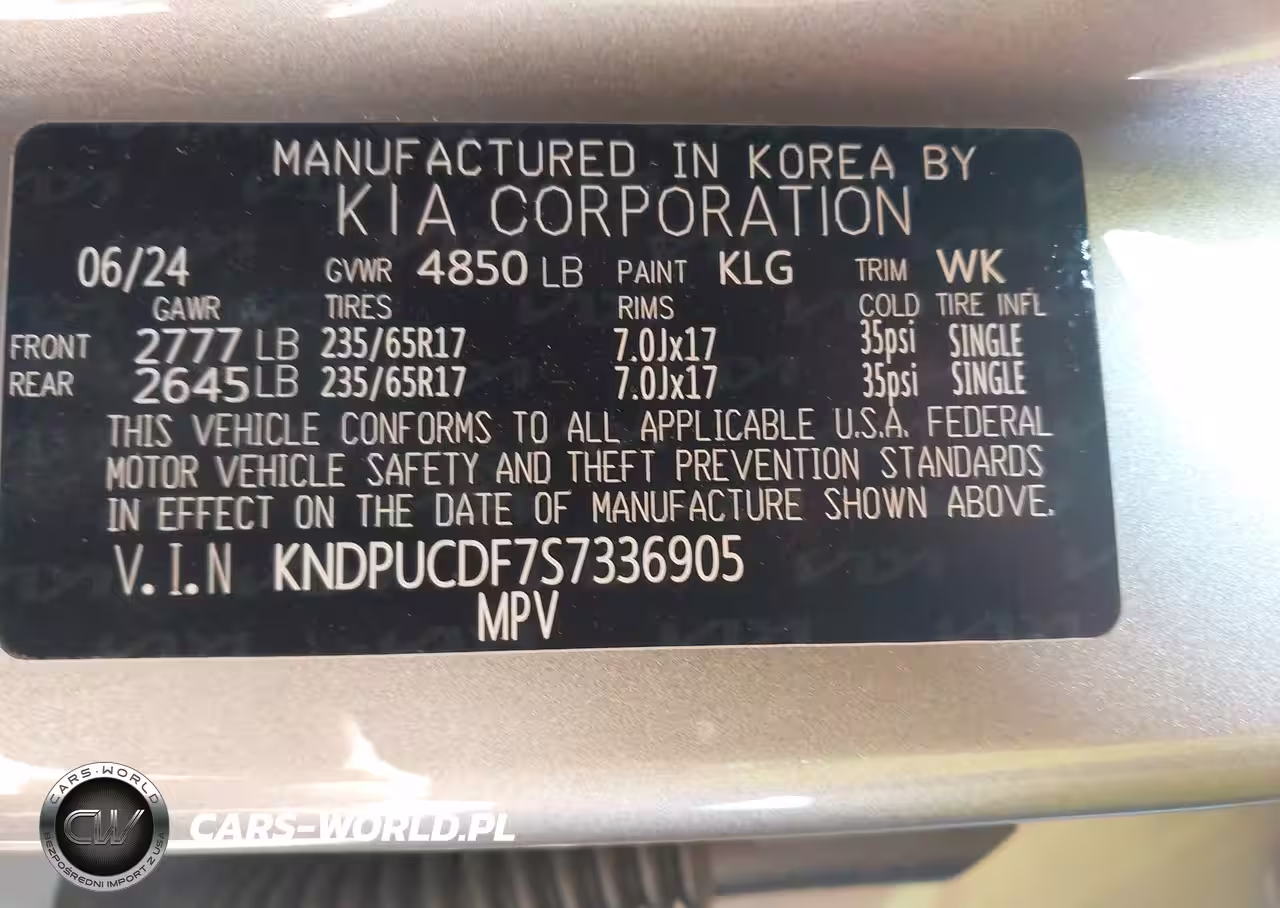 MANUFACTURED IN KOREA BY
KIA CORPORATION
06/24 GVWR 4850 LB PAINT KLG TRIM WK
GAWR TIRES RIMS COLD TIRE INFL
FRONT 2777 LB 235/65R17 7.0Jx17 35psi SINGLE
REAR 2645 LB 235/65R17 7.0Jx17 35psi SINGLE
THIS VEHICLE CONFORMS TO ALL APPLICABLE U.S.A. FEDERAL
MOTOR VEHICLE SAFETY AND THEFT PREVENTION STANDARDS
IN EFFECT ON THE DATE OF MANUFACTURE SHOWN ABOVE.
V.I.N KNDPUCDF7S7336905
MPV
CARS-WORLD
CW
BEZPOŚREDNI IMPORT Z USA
CARS-WORLD.PL